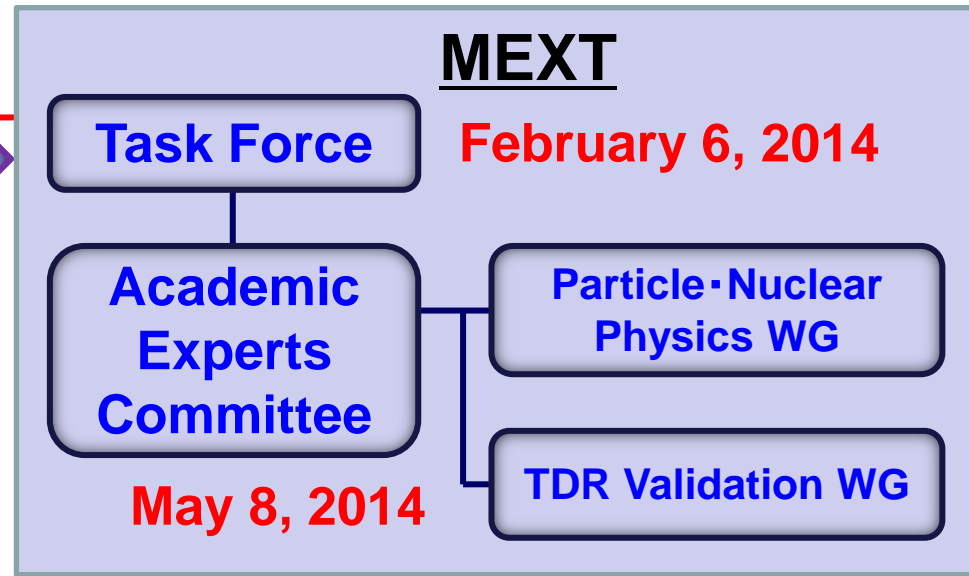 MEXT
Task Force
February 6, 2014
Academic
Experts
Committee
Particle・Nuclear
Physics WG
TDR Validation WG
May 8, 2014